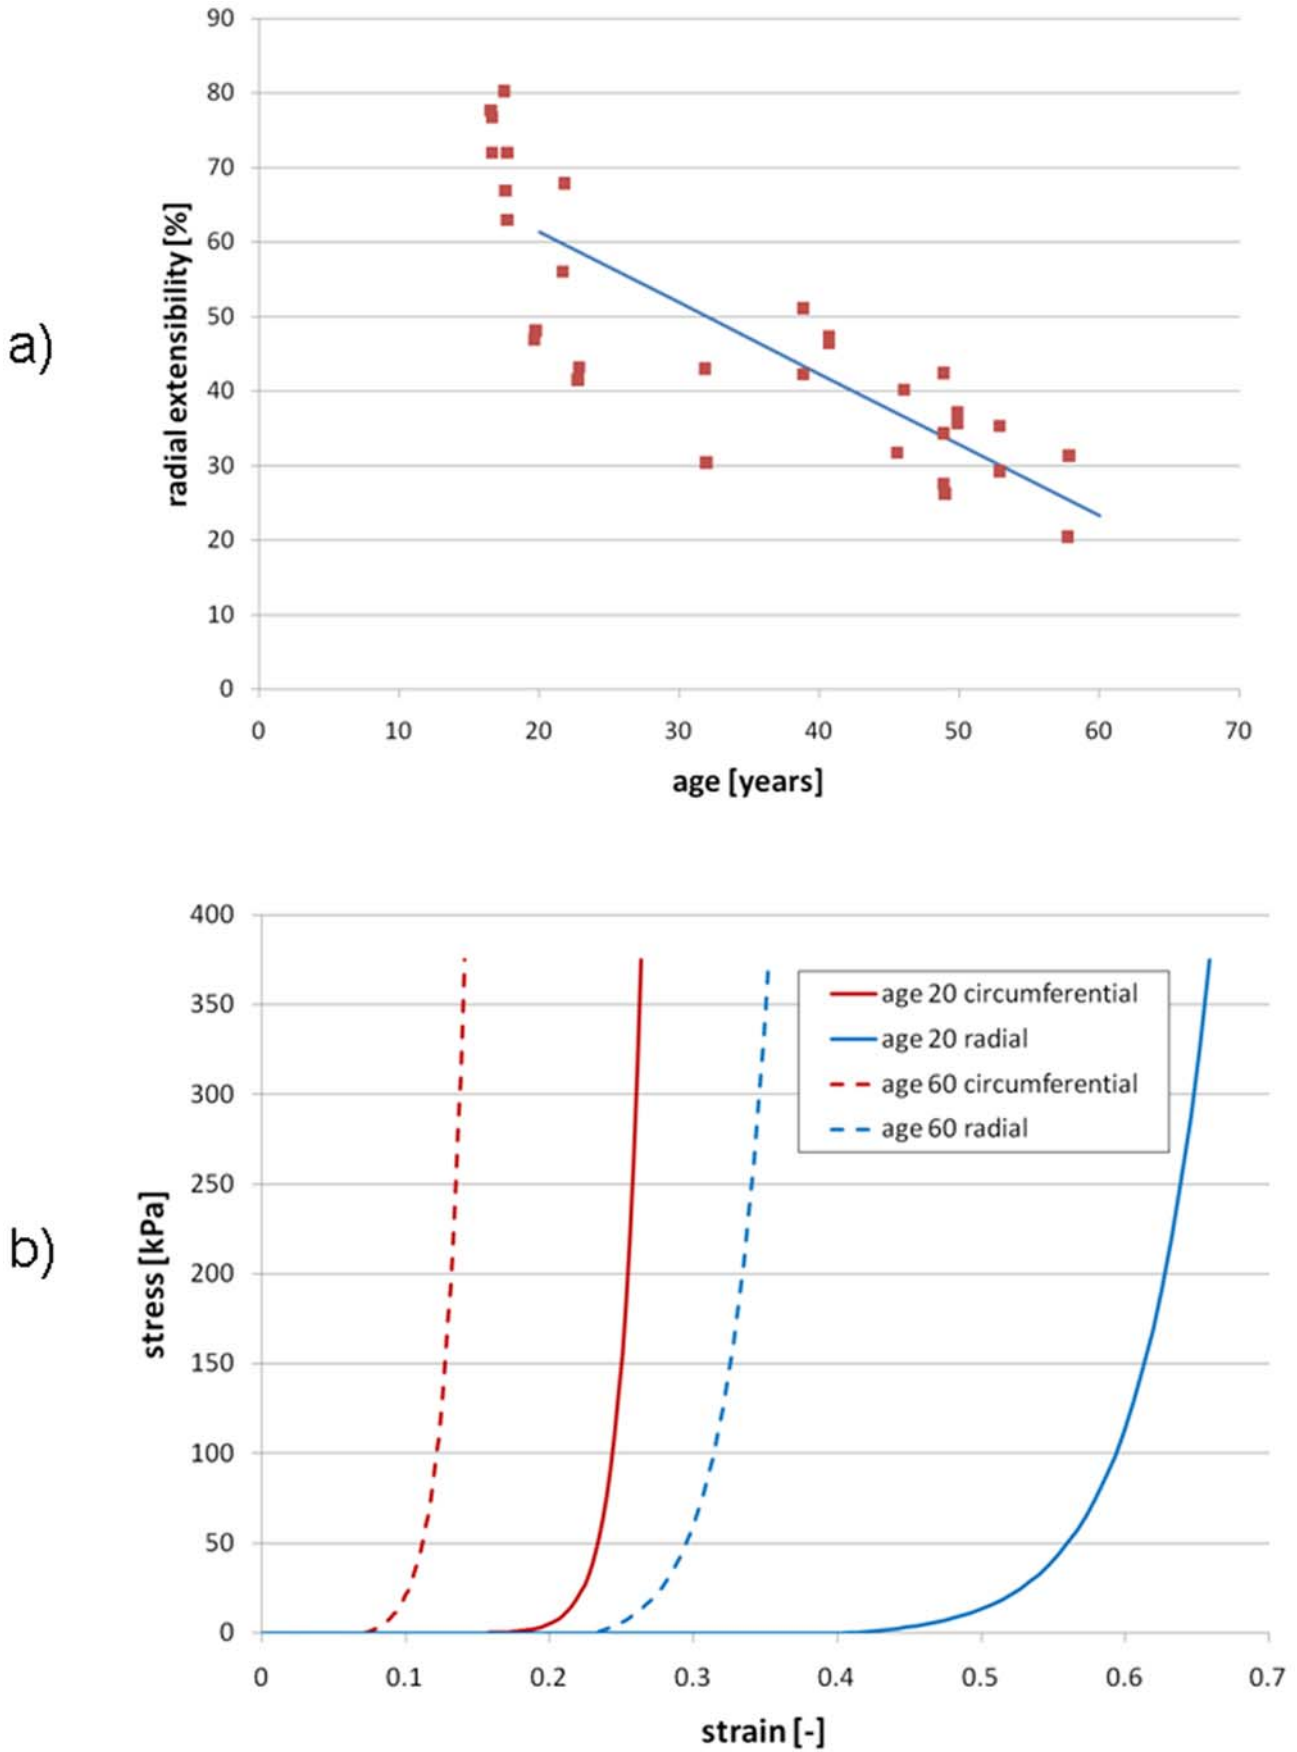 a)
radial extensibility [%]
90
80
70
60
50
40
30
20
10
0
0 10 20 30 40 50 60 70
age [years]
b)
stress [kPa]
400
350
300
250
200
150
100
50
0
age 20 circumferential
age 20 radial
age 60 circumferential
age 60 radial
0 0.1 0.2 0.3 0.4 0.5 0.6 0.7
strain [-]